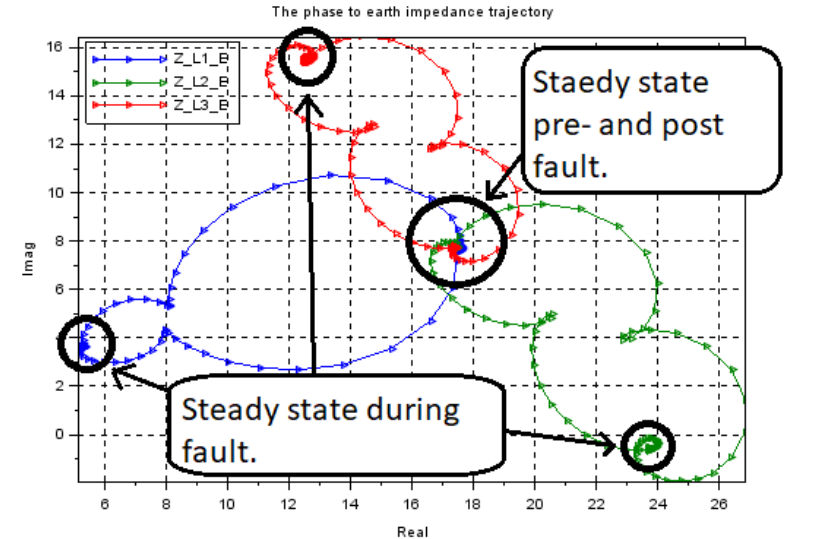 The phase to earth impedance trajectory
16
14
12
10
8
6
2
0
Imag
6
8
10
12
14
16
18
20
22
24
26
Real
Z_L1_B
Z_L2_B
Z_L3_B
Staedy state
pre- and post
fault.
Steady state during
fault.